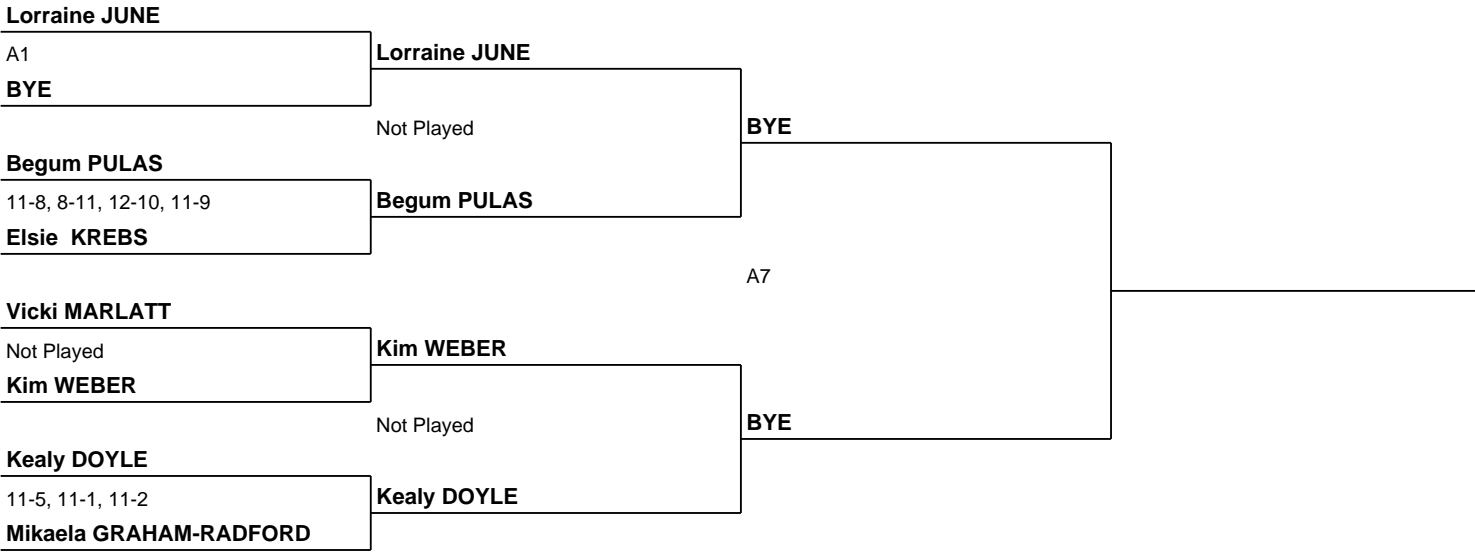 Lorraine JUNE
A1
Lorraine JUNE
BYE
Not Played
BYE
Begum PULAS
11-8, 8-11, 12-10, 11-9
Begum PULAS
Elsie  KREBS
A7
Vicki MARLATT
Not Played
Kim WEBER
Kim WEBER
Not Played
BYE
Kealy DOYLE
11-5, 11-1, 11-2
Kealy DOYLE
Mikaela GRAHAM-RADFORD